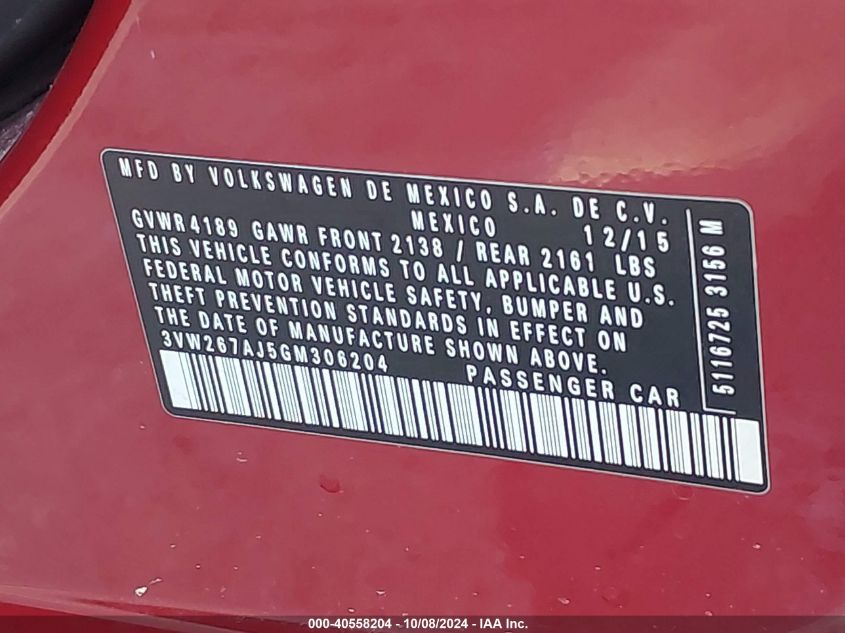 MFD BY VOLKSWAGEN DE MEXICO S.A. DE C.V.
MEXICO 12/15
GVWR4189 GAWR FRONT 2138 / REAR 2161 LBS
THIS VEHICLE CONFORMS TO ALL APPLICABLE U.S.
FEDERAL MOTOR VEHICLE SAFETY, BUMPER AND
THEFT PREVENTION STANDARDS IN EFFECT ON
THE DATE OF MANUFACTURE SHOWN ABOVE.
3VW267AJ5GM306204 PASSENGER CAR
5116725 3156 M
000-40558204 - 10/08/2024 - IAA Inc.